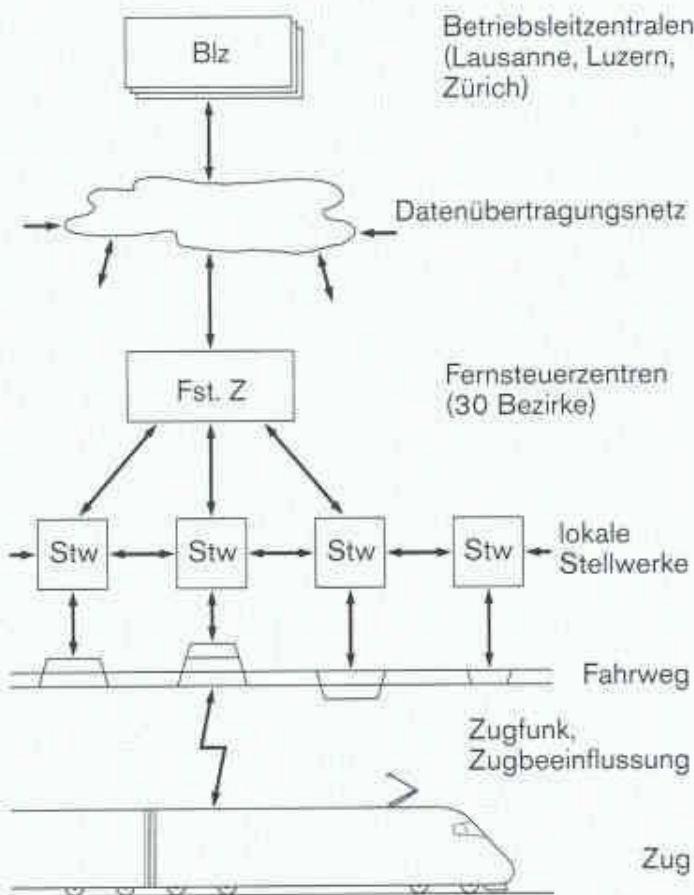 Blz
Betriebsleitzentralen
(Lausanne, Luzern,
Zürich)
Datenübertragungsnetz
Fst. Z
Fernsteuerzentren
(30 Bezirke)
Stw
Stw
Stw
Stw
lokale
Stellwerke
Fahrweg
Zugfunk,
Zugbeeinflussung
Zug